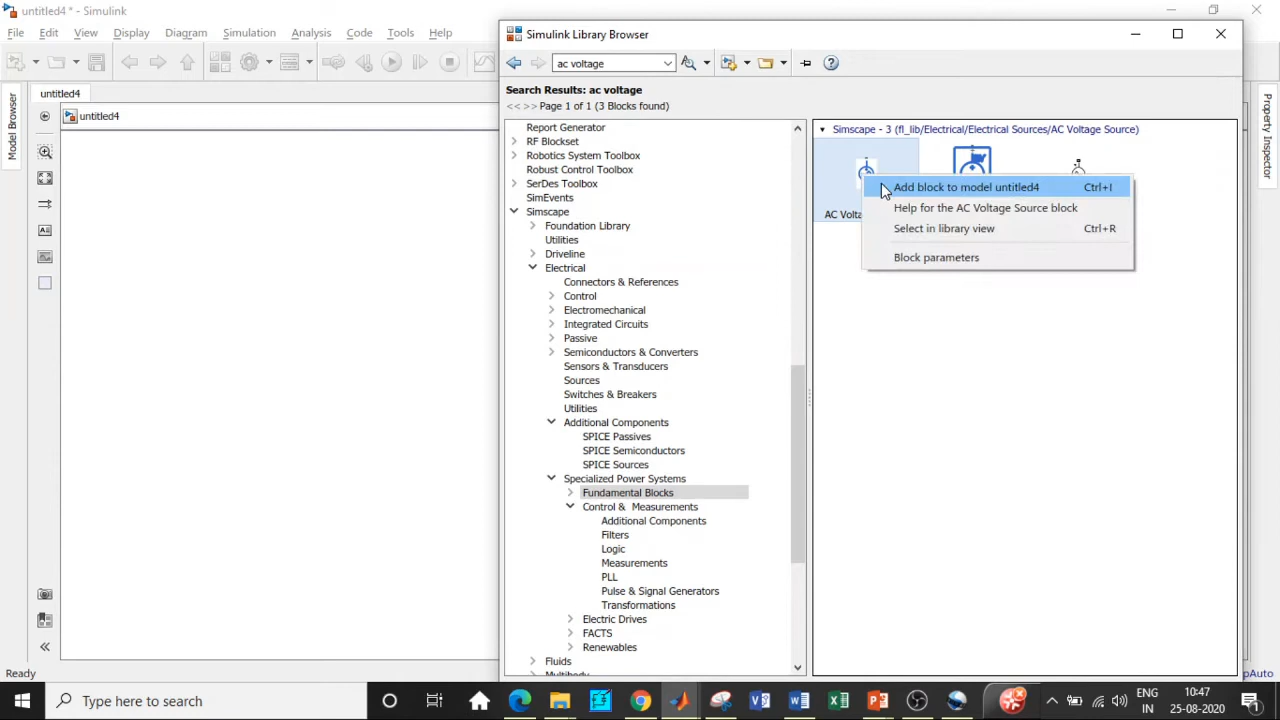 untitled4 * - Simulink
File Edit View Display Diagram Simulation Analysis Code Tools Help
untitled4
untitled4
Model Browser
Ready
Simulink Library Browser
ac voltage
Search Results: ac voltage
<< >> Page 1 of 1 (3 Blocks found)
Report Generator
RF Blockset
Robotics System Toolbox
Robust Control Toolbox
SerDes Toolbox
SimEvents
Simscape
Foundation Library
Utilities
Driveline
Electrical
Connectors & References
Control
Electromechanical
Integrated Circuits
Passive
Semiconductors & Converters
Sensors & Transducers
Sources
Switches & Breakers
Utilities
Additional Components
SPICE Passives
SPICE Semiconductors
SPICE Sources
Specialized Power Systems
Fundamental Blocks
Control & Measurements
Additional Components
Filters
Logic
Measurements
PLL
Pulse & Signal Generators
Transformations
Electric Drives
FACTS
Renewables
Fluids
Multibody
Simscape - 3 (fl_lib/Electrical/Electrical Sources/AC Voltage Source)
AC Volta
Add block to model untitled4 Ctrl+I
Help for the AC Voltage Source block
Select in library view Ctrl+R
Block parameters
Property Inspector
pAuto
Type here to search
ENG
IN
10:47
25-08-2020
1